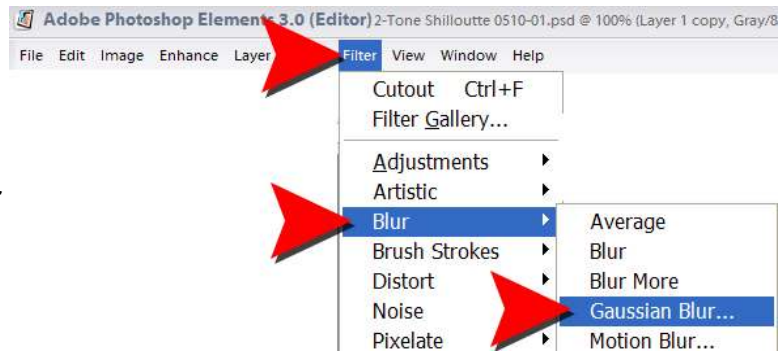 Adobe Photoshop Elements 3.0 (Editor) 2-Tone Shilloutte 0510-01.psd @ 100% (Layer 1 copy, Gray/8
File Edit Image Enhance Layer Filter View Window Help
Cutout Ctrl+F
Filter Gallery...
Adjustments
Artistic
Blur Average
Brush Strokes Blur
Distort Blur More
Noise Gaussian Blur...
Pixelate Motion Blur...